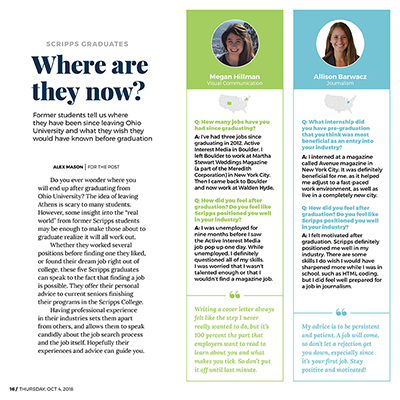 SCRIPPS GRADUATES
Where are
they now?
Former students tell us where
they have been since leaving Ohio
University and what they wish they
would have known before graduation
ALEX MASON | FOR THE POST
Do you ever wonder where you
will end up after graduating from
Ohio University? The idea of leaving
Athens is scary to many students.
However, some insight into the “real
world” from former Scripps students
may be enough to make those about to
graduate realize it will all work out.
Whether they worked several
positions before finding one they liked,
or found their dream job right out of
college, these five Scripps graduates
can speak to the fact that finding a job
is possible. They offer their personal
advice to current seniors finishing
their programs in the Scripps College.
Having professional experience
in their industries sets them apart
from others, and allows them to speak
candidly about the job search process
and the job itself. Hopefully their
experiences and advice can guide you.
16 / THURSDAY, OCT 4, 2018
Megan Hillman
Visual Communication
Q: How many jobs have you
had since graduating?
A: I’ve had three jobs since
graduating in 2012. Active
Interest Media in Boulder. I
left Boulder to work at Martha
Stewart Weddings Magazine
(a part of the Meredith
Corporation) in New York City.
Then I came back to Boulder
and now work at Walden Hyde.
Q: How did you feel after
graduation? Do you feel like
Scripps positioned you well
in your industry?
A: I was unemployed for
nine months before I saw
the Active Interest Media
job pop up one day. While
unemployed, I definitely
questioned all of my skills.
I was worried that I wasn’t
talented enough or that I
wouldn’t find a magazine job.
Writing a cover letter always
felt like the step I never
really wanted to do, but it’s
100 percent the part that
employers want to read to
learn about you and what
makes you tick. So don’t put
it off until last minute.
Allison Barwacz
Journalism
Q: What internship did
you have pre-graduation
that you think was most
beneficial as an entry into
your industry?
A: I interned at a magazine
called Avenue magazine in
New York City. It was definitely
beneficial for me, as it helped
me adjust to a fast-paced
work environment, as well as
live in a completely new city.
Q: How did you feel after
graduation? Do you feel like
Scripps positioned you well
in your industry?
A: I felt motivated after
graduation. Scripps definitely
positioned me well in my
industry. There are some
skills I do wish I would have
sharpened more while I was in
school, such as HTML coding,
but I did feel well prepared for
a job in journalism.
My advice is to be persistent
and patient. A job will come,
so don’t let a rejection get
you down, especially since
it’s your first job. Stay
positive and motivated!